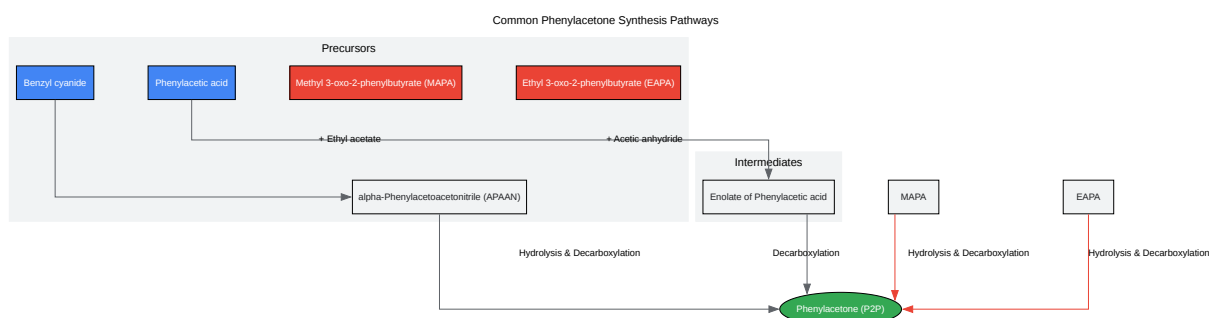 Common Phenylacetone Synthesis Pathways
Precursors
Benzyl cyanide
Phenylacetic acid
Methyl 3-oxo-2-phenylbutyrate (MAPA)
Ethyl 3-oxo-2-phenylbutyrate (EAPA)
+ Ethyl acetate
+ Acetic anhydride
Intermediates
alpha-Phenylacetoacetonitrile (APAAN)
Enolate of Phenylacetic acid
MAPA
EAPA
Hydrolysis & Decarboxylation
Decarboxylation
Hydrolysis & Decarboxylation
Hydrolysis & Decarboxylation
Phenylacetone (P2P)